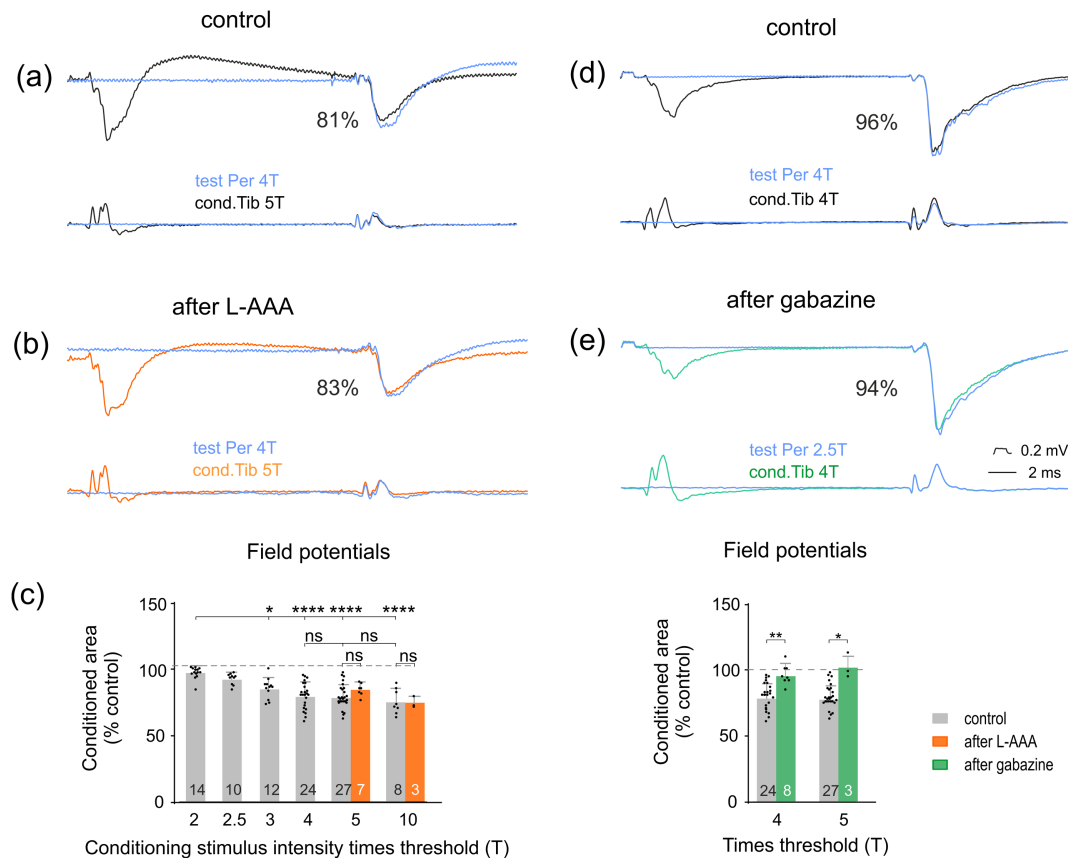 control
(a)
81%
test Per 4T
cond.Tib 5T
after L-AAA
(b)
83%
test Per 4T
cond.Tib 5T
control
(d)
96%
test Per 4T
cond.Tib 4T
after gabazine
(e)
94%
test Per 2.5T
cond.Tib 4T
0.2 mV
2 ms
(c)
Field potentials
Conditioned area
(% control)
150
100
50
0
* **** **** ****
ns ns
ns ns
14 10 12 24 27 7 8 3
2 2.5 3 4 5 10
Conditioning stimulus intensity times threshold (T)
Field potentials
Conditioned area
(% control)
150
100
50
0
** *
24 8 27 3
4 5
Times threshold (T)
control
after L-AAA
after gabazine